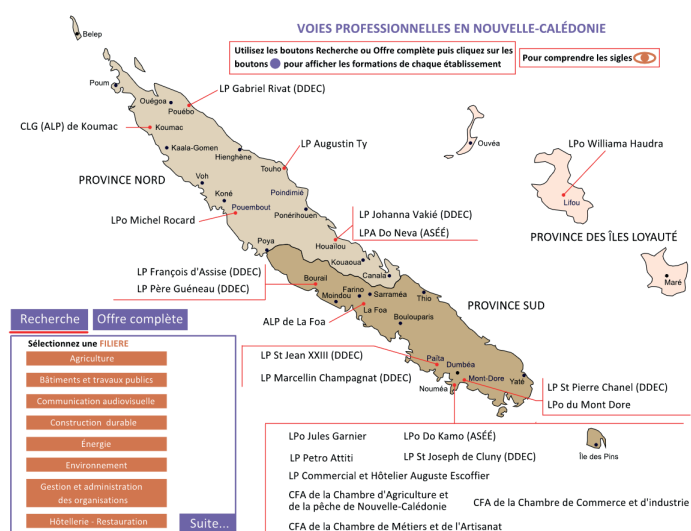 VOIES PROFESSIONNELLES EN NOUVELLE-CALÉDONIE
Utilisez les boutons Recherche ou Offre complète puis cliquez sur les
boutons pour afficher les formations de chaque établissement
Pour comprendre les sigles
Belep
Poum
Ouégoa
Pouébo
LP Gabriel Rivat (DDEC)
CLG (ALP) de Koumac
Koumac
Kaala-Gomen
Hienghène
LP Augustin Ty
Touho
Ouvéa
LPo Williama Haudra
Lifou
PROVINCE NORD
Voh
Koné
Poindimié
Pouembout
Ponérihouen
LPo Michel Rocard
LP Johanna Vakié (DDEC)
LPA Do Neva (ASÉÉ)
PROVINCE DES ÎLES LOYAUTÉ
Poya
Houaïlou
Kouaoua
Canala
Maré
LP François d'Assise (DDEC)
LP Père Guéneau (DDEC)
Bourail
Farino
Sarraméa
Moindou
La Foa
Thio
PROVINCE SUD
ALP de La Foa
Boulouparis
Recherche
Offre complète
Sélectionnez une FILIERE
Agriculture
Bâtiments et travaux publics
Communication audiovisuelle
Construction durable
Énergie
Environnement
Gestion et administration
des organisations
Hôtellerie - Restauration
Suite...
LP St Jean XXIII (DDEC)
LP Marcellin Champagnat (DDEC)
Païta
Dumbéa
Mont-Dore
Nouméa
Yaté
LP St Pierre Chanel (DDEC)
LPo du Mont Dore
LPo Jules Garnier
LPo Do Kamo (ASÉÉ)
LP Petro Attiti
LP St Joseph de Cluny (DDEC)
Île des Pins
LP Commercial et Hôtelier Auguste Escoffier
CFA de la Chambre d'Agriculture et
de la pêche de Nouvelle-Calédonie
CFA de la Chambre de Commerce et d'industrie
CFA de la Chambre de Métiers et de l'Artisanat